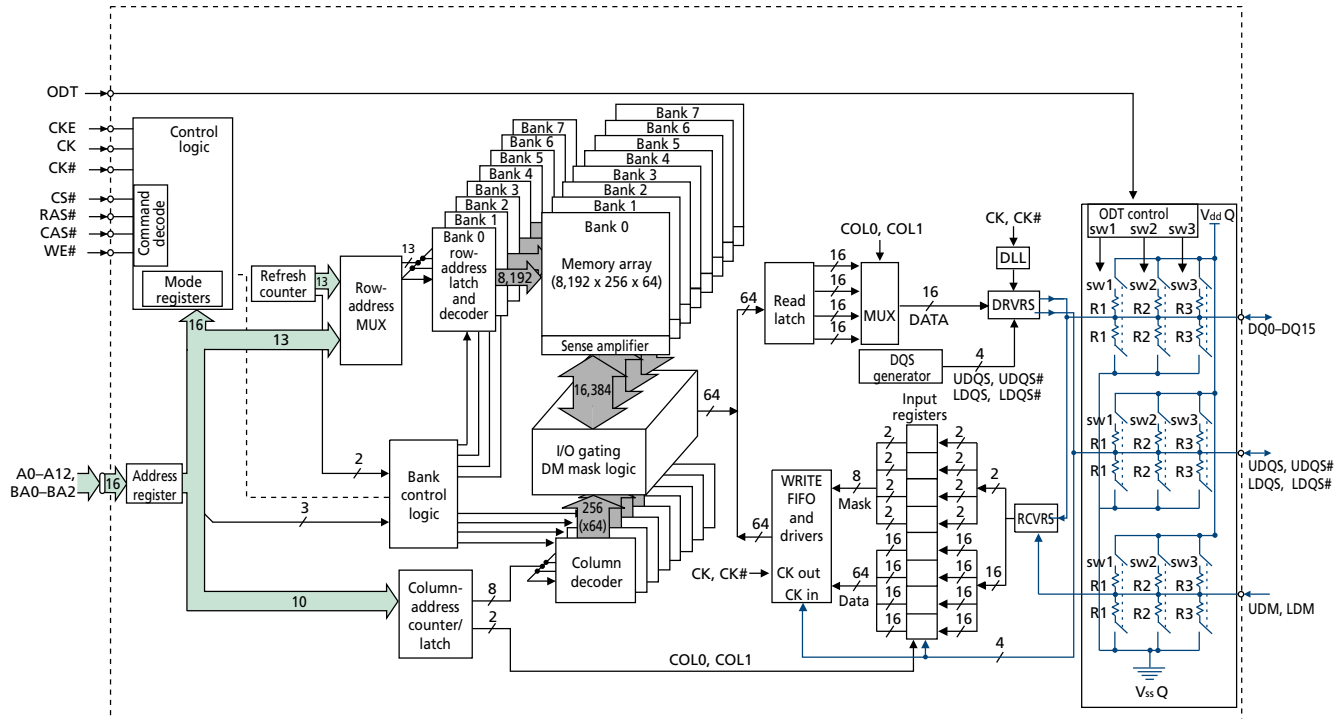 ODT
CKE
CK
CK#
CS#
RAS#
CAS#
WE#
Control
logic
Command
decode
Mode
registers
16
13
Refresh
counter
13
Row-
address
MUX
13
Bank 7
Bank 6
Bank 5
Bank 4
Bank 3
Bank 2
Bank 1
Bank 0
row-
address
latch
and
decoder
8,192
Bank 7
Bank 6
Bank 5
Bank 4
Bank 3
Bank 2
Bank 1
Bank 0
Memory array
(8,192 x 256 x 64)
Sense amplifier
16,384
I/O gating
DM mask logic
256
(x64)
Column
decoder
A0–A12,
BA0–BA2
16
Address
register
2
3
Bank
control
logic
10
Column-
address
counter/
latch
8
2
COL0, COL1
64
64
Read
latch
16
16
16
16
COL0, COL1
MUX
16
DATA
CK, CK#
DLL
DRVRS
DQS
generator
4
UDQS, UDQS#
LDQS, LDQS#
Input
registers
64
CK, CK#
WRITE
FIFO
and
drivers
CK out
CK in
8
Mask
64
Data
2
2
2
2
16
16
16
16
2
2
2
2
16
16
16
16
2
16
RCVRS
4
ODT control
sw1 sw2 sw3
Vdd Q
sw1 sw2 sw3
R1 R2 R3
R1 R2 R3
sw1 sw2 sw3
R1 R2 R3
R1 R2 R3
sw1 sw2 sw3
R1 R2 R3
R1 R2 R3
Vss Q
DQ0–DQ15
UDQS, UDQS#
LDQS, LDQS#
UDM, LDM